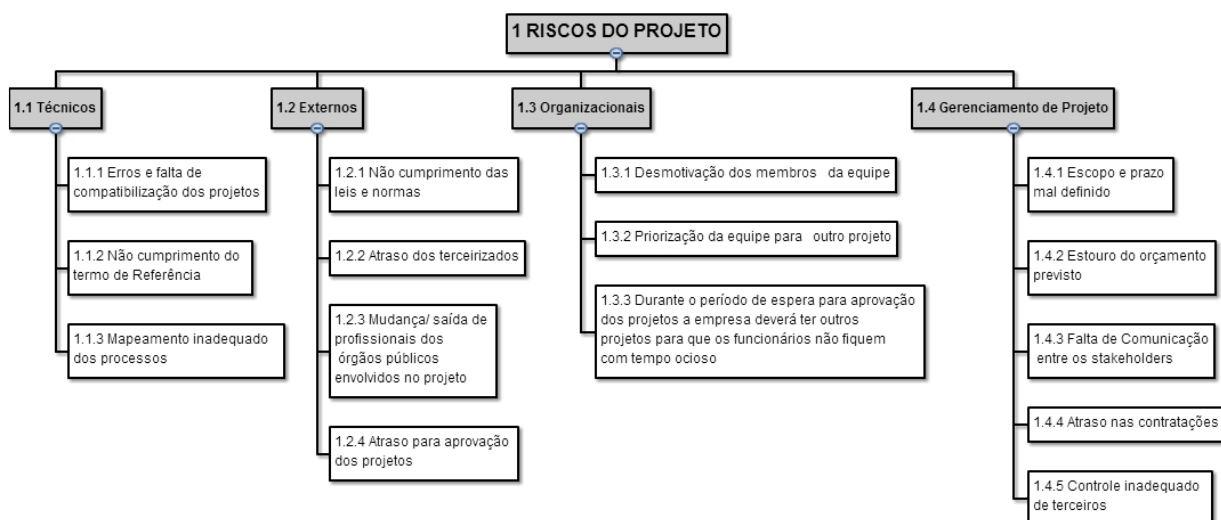 1 RISCOS DO PROJETO
1.1 Técnicos
1.1.1 Erros e falta de
compatibilização dos projetos
1.1.2 Não cumprimento do
termo de Referência
1.1.3 Mapeamento inadequado
dos processos
1.2 Externos
1.2.1 Não cumprimento das
leis e normas
1.2.2 Atraso dos terceirizados
1.2.3 Mudança/ saída de
profissionais dos
órgãos públicos
envolvidos no projeto
1.2.4 Atraso para aprovação
dos projetos
1.3 Organizacionais
1.3.1 Desmotivação dos membros da equipe
1.3.2 Priorização da equipe para outro projeto
1.3.3 Durante o período de espera para aprovação
dos projetos a empresa deverá ter outros
projetos para que os funcionários não fiquem
com tempo ocioso
1.4 Gerenciamento de Projeto
1.4.1 Escopo e prazo
mal definido
1.4.2 Estouro do orçamento
previsto
1.4.3 Falta de Comunicação
entre os stakeholders
1.4.4 Atraso nas contratações
1.4.5 Controle inadequado
de terceiros